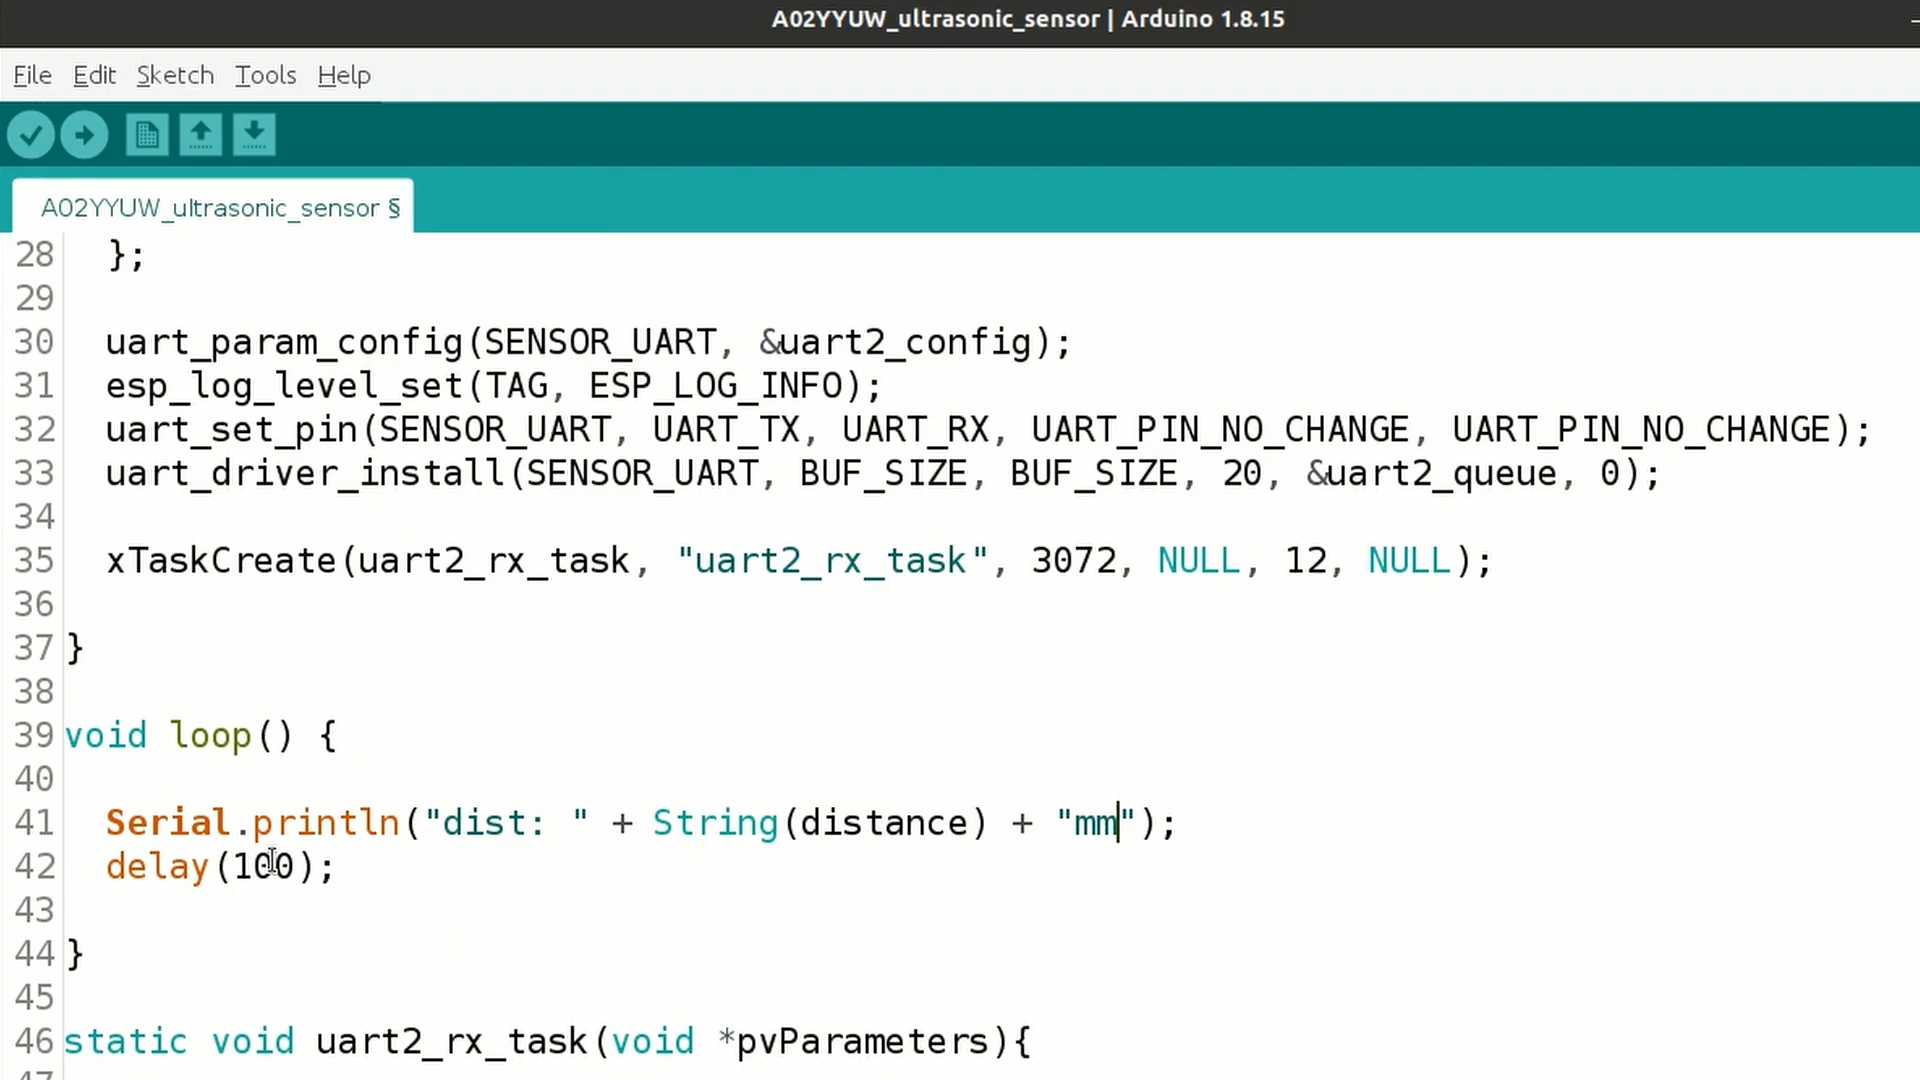 A02YYUW_ultrasonic_sensor | Arduino 1.8.15
File Edit Sketch Tools Help
A02YYUW_ultrasonic_sensor §
28 };
29
30 uart_param_config(SENSOR_UART, &uart2_config);
31 esp_log_level_set(TAG, ESP_LOG_INFO);
32 uart_set_pin(SENSOR_UART, UART_TX, UART_RX, UART_PIN_NO_CHANGE, UART_PIN_NO_CHANGE);
33 uart_driver_install(SENSOR_UART, BUF_SIZE, BUF_SIZE, 20, &uart2_queue, 0);
34
35 xTaskCreate(uart2_rx_task, "uart2_rx_task", 3072, NULL, 12, NULL);
36
37 }
38
39 void loop() {
40
41 Serial.println("dist: " + String(distance) + "mm");
42 delay(100);
43
44 }
45
46 static void uart2_rx_task(void *pvParameters){
47